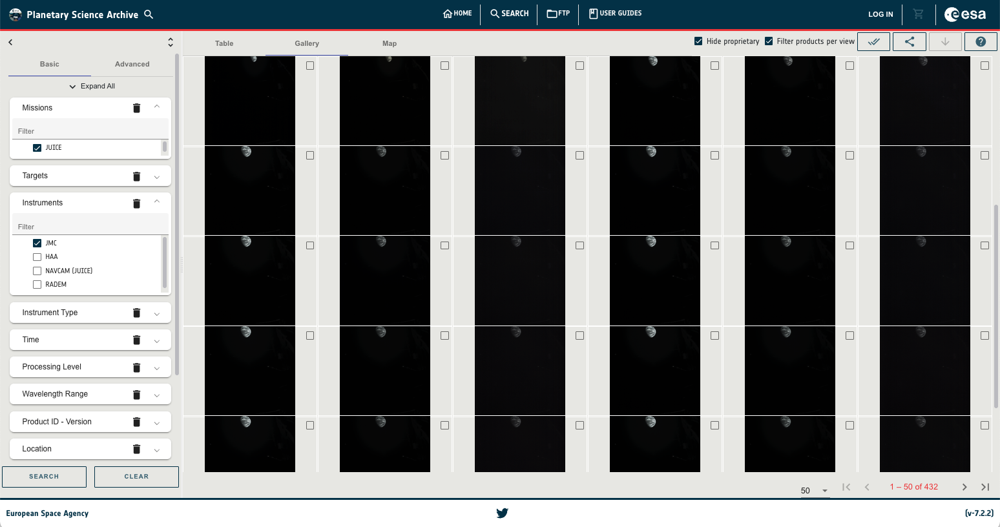 Planetary Science Archive
HOME
SEARCH
FTP
USER GUIDES
LOG IN
esa
Table
Gallery
Map
Hide proprietary
Filter products per view
Basic
Advanced
Expand All
Missions
Filter
JUICE
Targets
Instruments
Filter
JMC
HAA
NAVCAM (JUICE)
RADEM
Instrument Type
Time
Processing Level
Wavelength Range
Product ID - Version
Location
SEARCH
CLEAR
50
1 – 50 of 432
European Space Agency
(v-7.2.2)